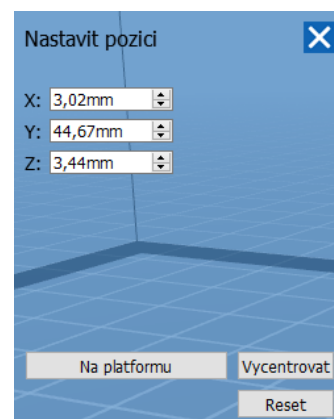 Nastavit pozici
X: 3,02mm
Y: 44,67mm
Z: 3,44mm
Na platformu Vycentrovat
Reset